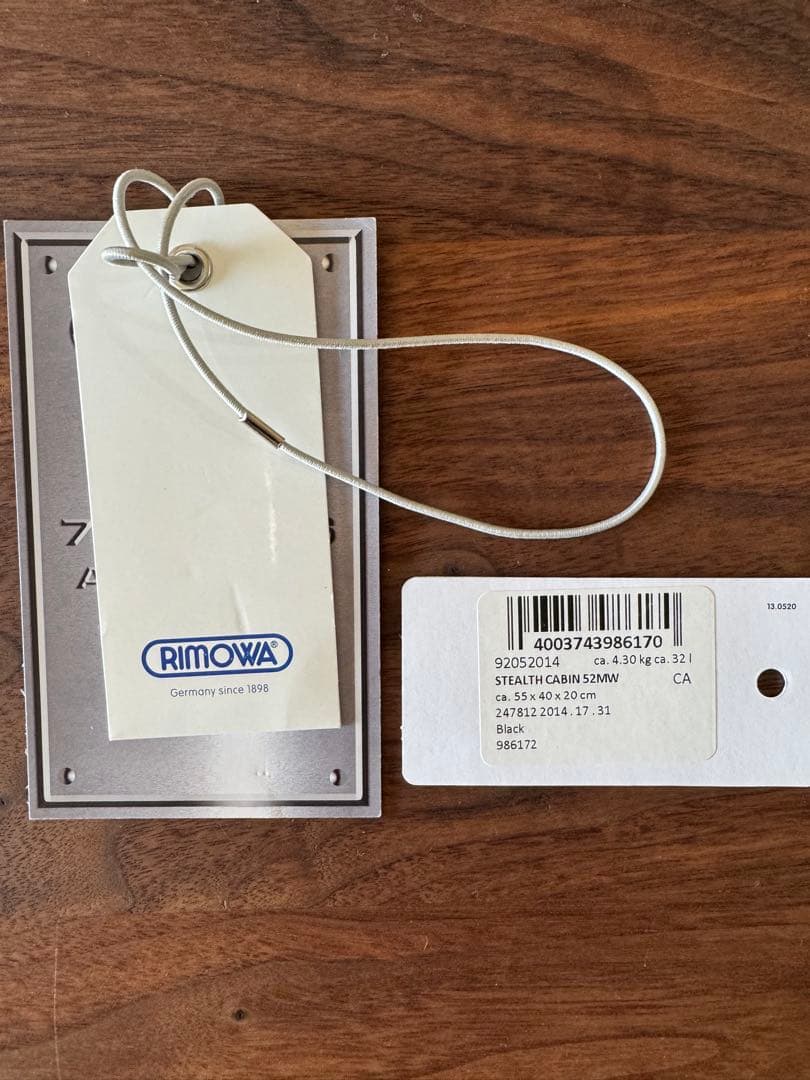 RIMOWA®
Germany since 1898
13.0520
4003743986170
92052014 ca. 4.30 kg ca. 32 l
STEALTH CABIN 52MW CA
ca. 55 x 40 x 20 cm
247812 2014 . 17 . 31
Black
986172